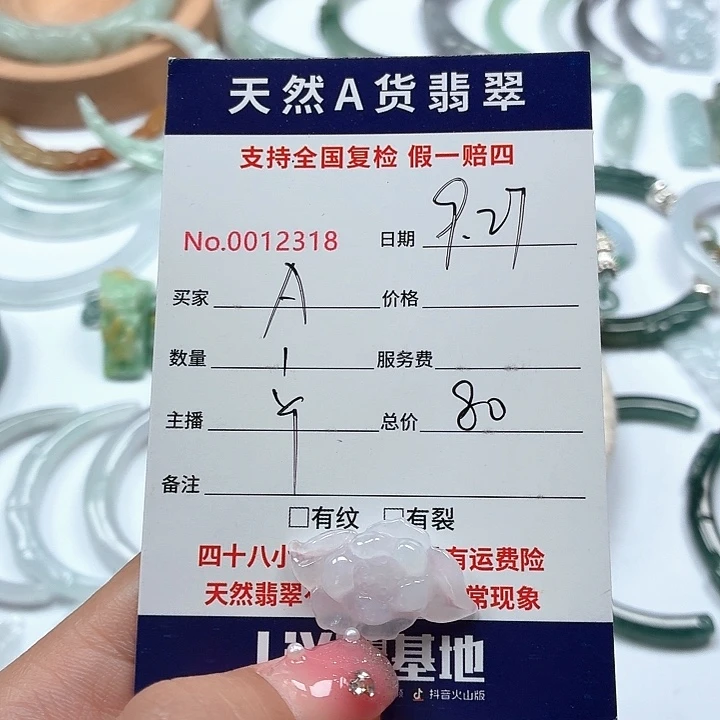 天然A货翡翠
支持全国复检 假一赔四
No.0012318 日期 9.27
买家 A 价格
数量 1 服务费
主播 总价 80
备注
□有纹 □有裂
四十八小 有运费险
天然翡翠 常现象
基地
抖音火山版